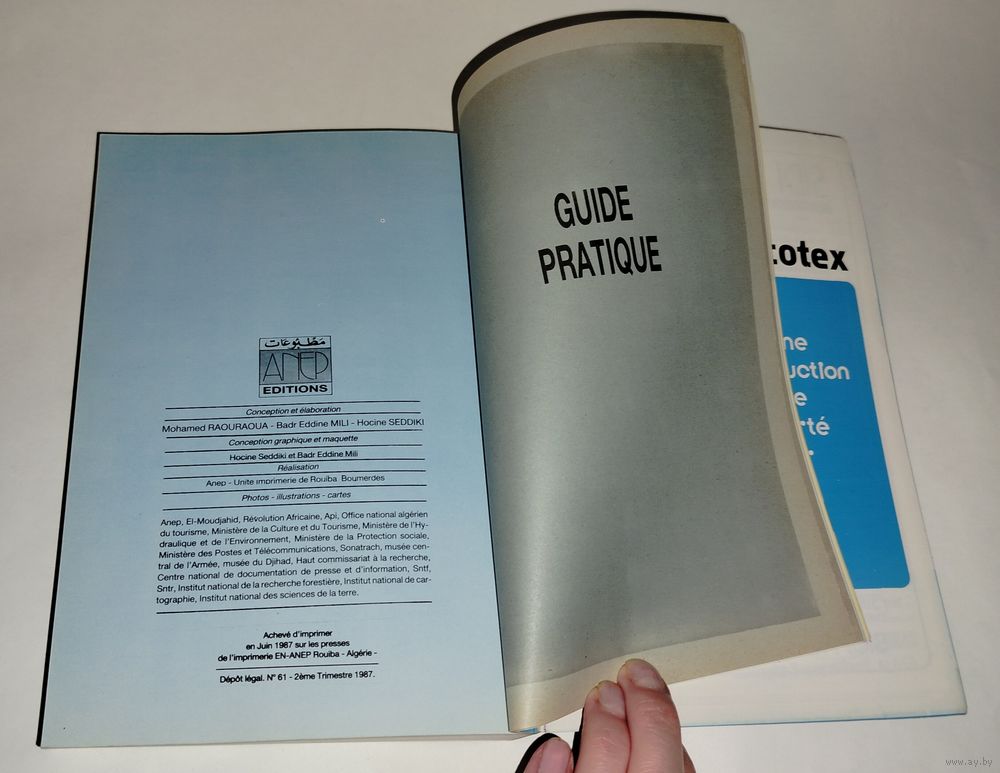 مطبوعات
ANEP
EDITIONS
Conception et élaboration
Mohamed RAOURAOUA - Badr Eddine MILI - Hocine SEDDIKI
Conception graphique et maquette
Hocine Seddiki et Badr Eddine Mili
Réalisation
Anep - Unite imprimerie de Rouiba Boumerdes
Photos - illustrations - cartes
Anep, El-Moudjahid, Révolution Africaine, Api, Office national algérien
du tourisme, Ministère de la Culture et du Tourisme, Ministère de l'Hy-
draulique et de l'Environnement, Ministère de la Protection sociale,
Ministère des Postes et Télécommunications, Sonatrach, musée cen-
tral de l'Armée, musée du Djihad, Haut commissariat à la recherche,
Centre national de documentation de presse et d'information, Sntf,
Sntr, Institut national de la recherche forestière, Institut national de car-
tographie, Institut national des sciences de la terre.
Achevé d'imprimer
en Juin 1987 sur les presses
de l'imprimerie EN-ANEP Rouiba - Algérie -
Dépôt légal. N° 61 - 2ème Trimestre 1987.
GUIDE
PRATIQUE
cotex
ne
uction
e
rté
www.ay.by